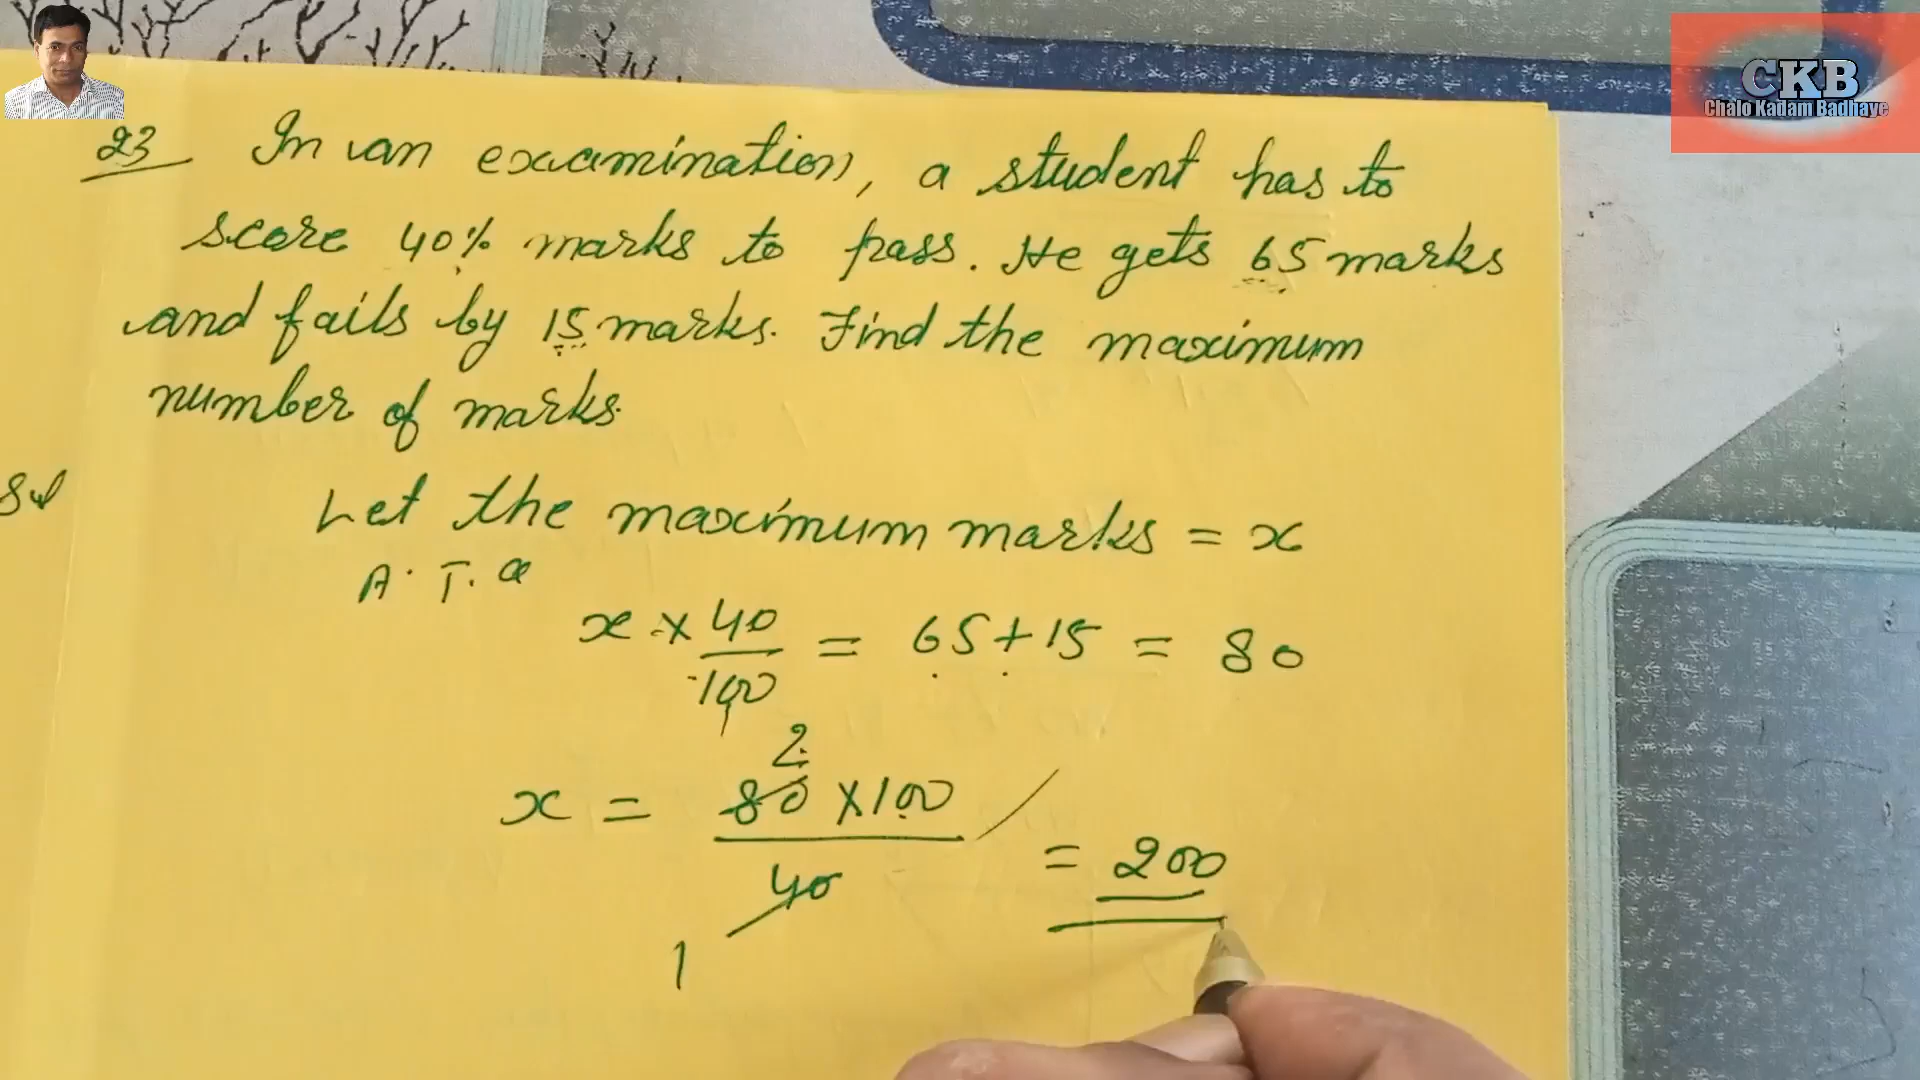 CKB
Chalo Kadam Badhaye
23 In an examination, a student has to
score 40% marks to pass. He gets 65 marks
and fails by 15 marks. Find the maximum
number of marks.
Sol
Let the maximum marks = x
A. T. Q
x × 40/100 = 65 + 15 = 80
2
x = 80 × 100 / 40 = 200
1